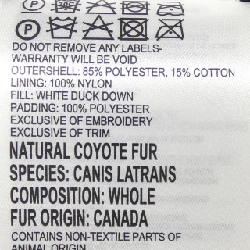 DO NOT REMOVE ANY LABELS-
WARRANTY WILL BE VOID
OUTERSHELL: 85% POLYESTER, 15% COTTON
LINING: 100% NYLON
FILL: WHITE DUCK DOWN
PADDING: 100% POLYESTER
EXCLUSIVE OF EMBROIDERY
EXCLUSIVE OF TRIM
NATURAL COYOTE FUR
SPECIES: CANIS LATRANS
COMPOSITION: WHOLE
FUR ORIGIN: CANADA
CONTAINS NON-TEXTILE PARTS OF
ANIMAL ORIGIN